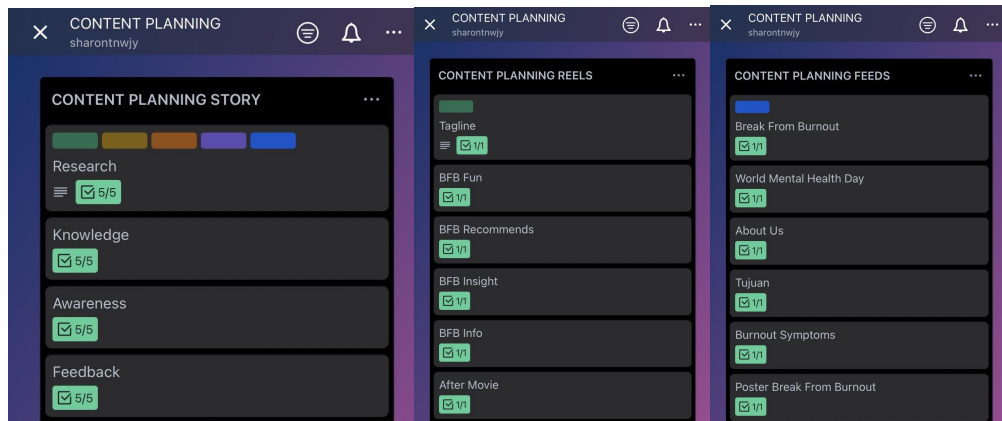 CONTENT PLANNING
sharontnwjy
CONTENT PLANNING STORY
Research
5/5
Knowledge
5/5
Awareness
5/5
Feedback
5/5
CONTENT PLANNING
sharontnwjy
CONTENT PLANNING REELS
Tagline
1/1
BFB Fun
1/1
BFB Recommends
1/1
BFB Insight
1/1
BFB Info
1/1
After Movie
1/1
CONTENT PLANNING
sharontnwjy
CONTENT PLANNING FEEDS
Break From Burnout
1/1
World Mental Health Day
1/1
About Us
1/1
Tujuan
1/1
Burnout Symptoms
1/1
Poster Break From Burnout
1/1